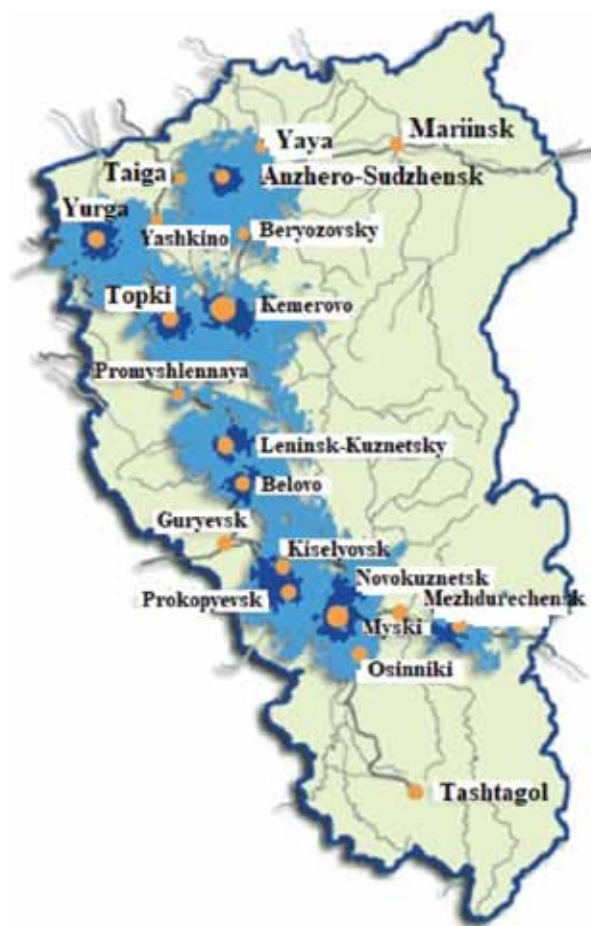 Mariinsk
Yaya
Taiga
Anzhero-Sudzhensk
Yurga
Yashkino
Beryozovsky
Topki
Kemerovo
Promyshlennaya
Leninsk-Kuznetsky
Belovo
Guryevsk
Kiselyovsk
Novokuznetsk
Prokopyevsk
Mezhdurechensk
Myski
Osinniki
Tashtagol